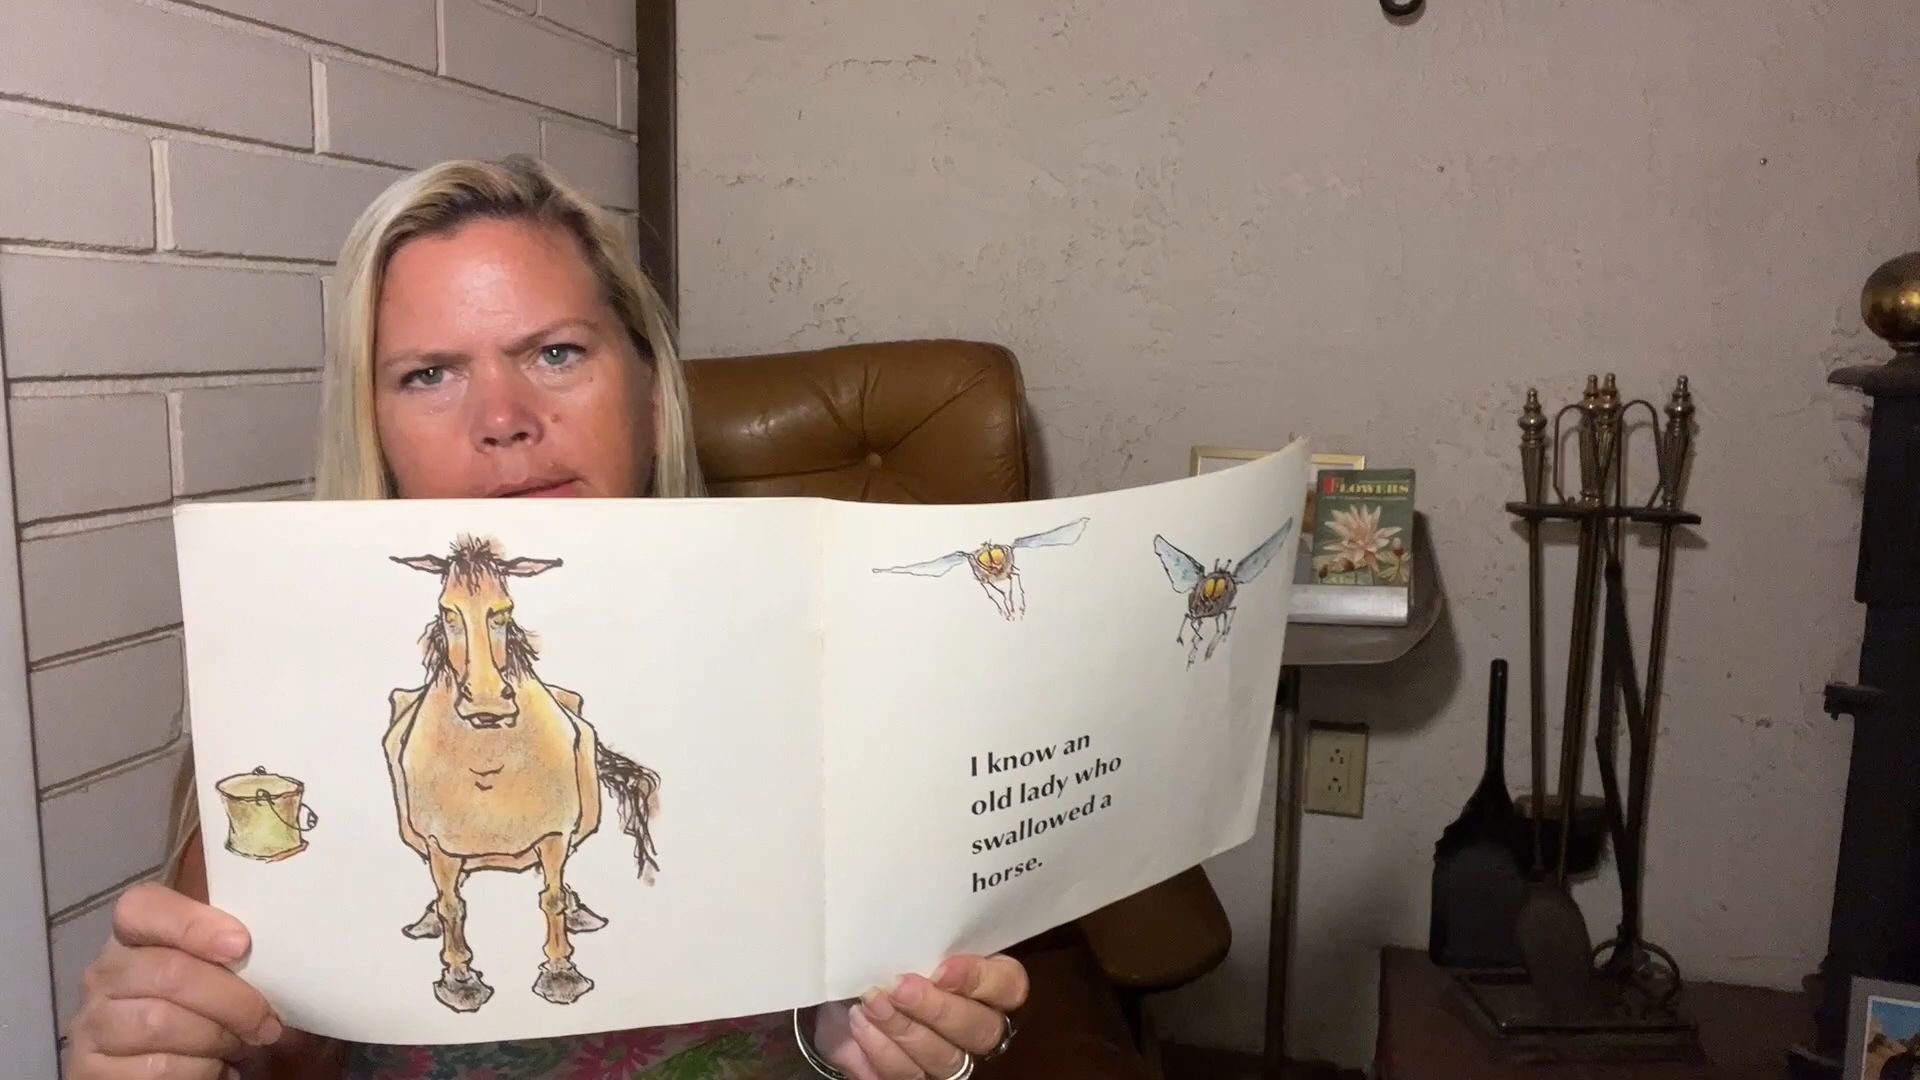 FLOWERS
I know an
old lady who
swallowed a
horse.